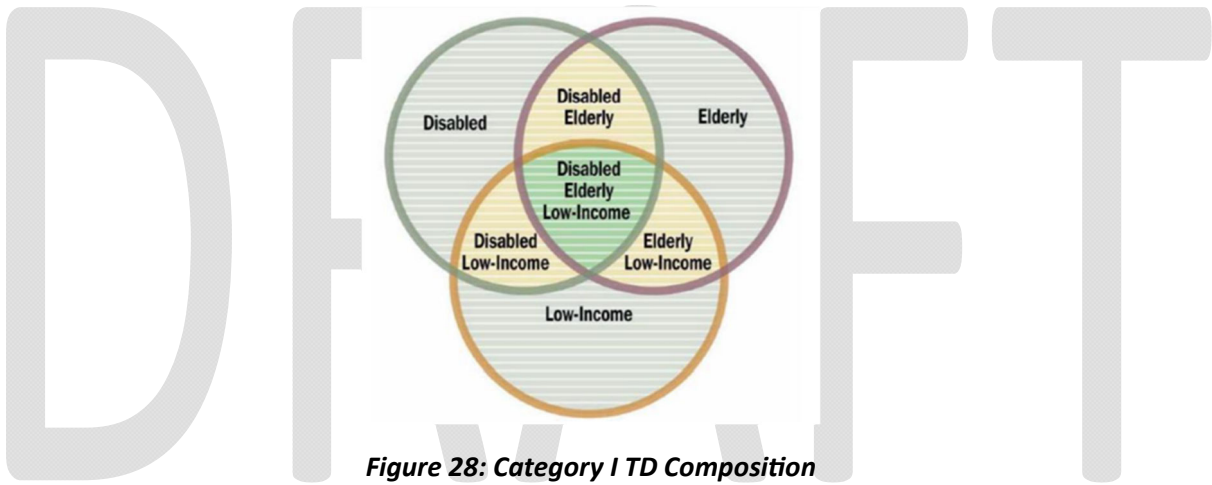 DRAFT
Disabled
Elderly
Disabled
Elderly
Disabled
Elderly
Low-Income
Disabled
Low-Income
Elderly
Low-Income
Low-Income
Figure 28: Category I TD Composition